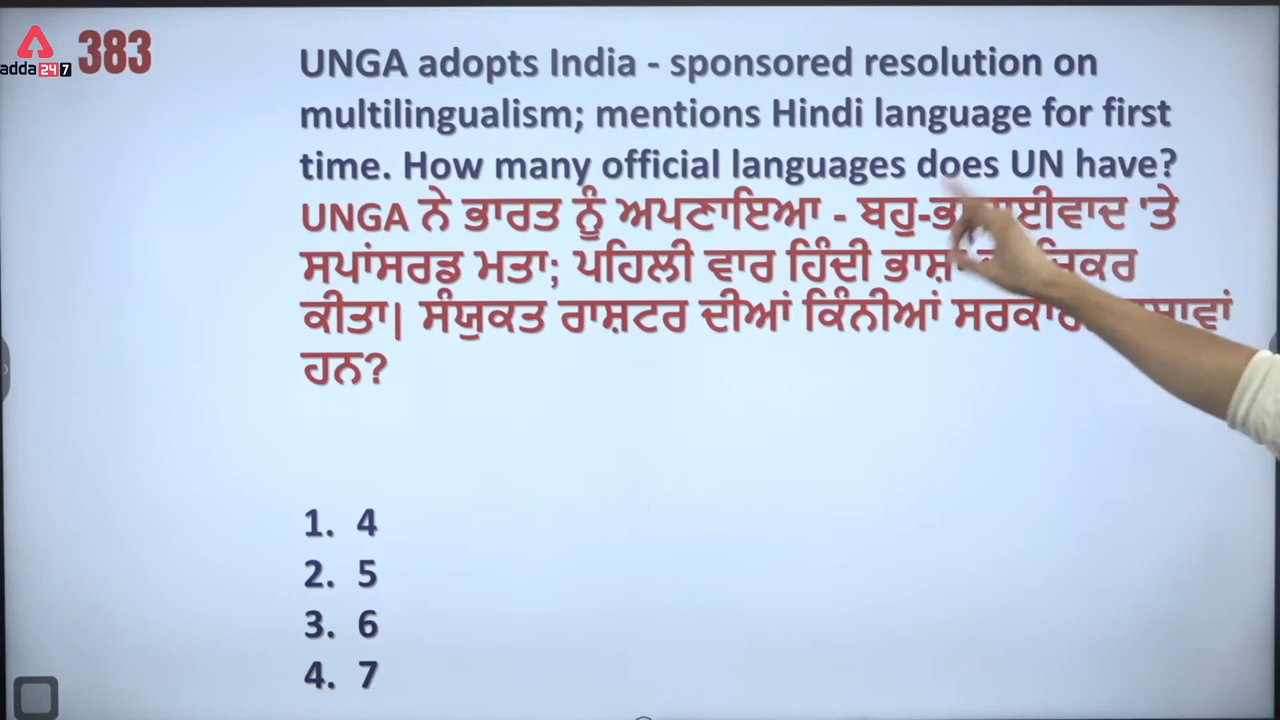 383
adda 24 7
UNGA adopts India - sponsored resolution on
multilingualism; mentions Hindi language for first
time. How many official languages does UN have?
UNGA ਨੇ ਭਾਰਤ ਨੂੰ ਅਪਣਾਇਆ - 'ਤੇ
ਸਪਾਂਸਰਡ ਮਤਾ; ਪਹਿਲੀ ਵਾਰ ਹਿੰਦੀ
ਕੀਤਾ| ਸੰਯੁਕਤ ਰਾਸ਼ਟਰ ਦੀਆਂ ਕਿੰਨੀਆਂ
ਹਨ?
1. 4
2. 5
3. 6
4. 7